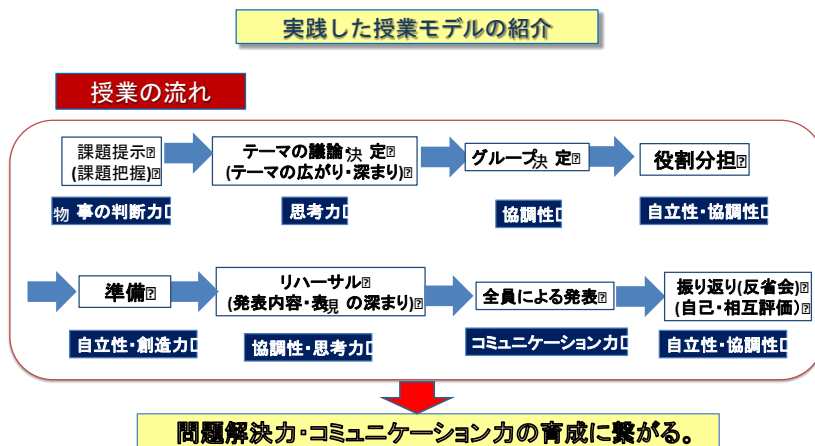 実践した授業モデルの紹介
授業の流れ
課題提示
(課題把握)
テーマの議論・決定
(テーマの広がり・深まり)
グループ決定
役割分担
物事の判断力
思考力
協調性
自立性・協調性
準備
リハーサル
(発表内容・表現の深まり)
全員による発表
振り返り(反省会)
(自己・相互評価)
自立性・創造力
協調性・思考力
コミュニケーション力
自立性・協調性
問題解決力・コミュニケーション力の育成に繋がる。